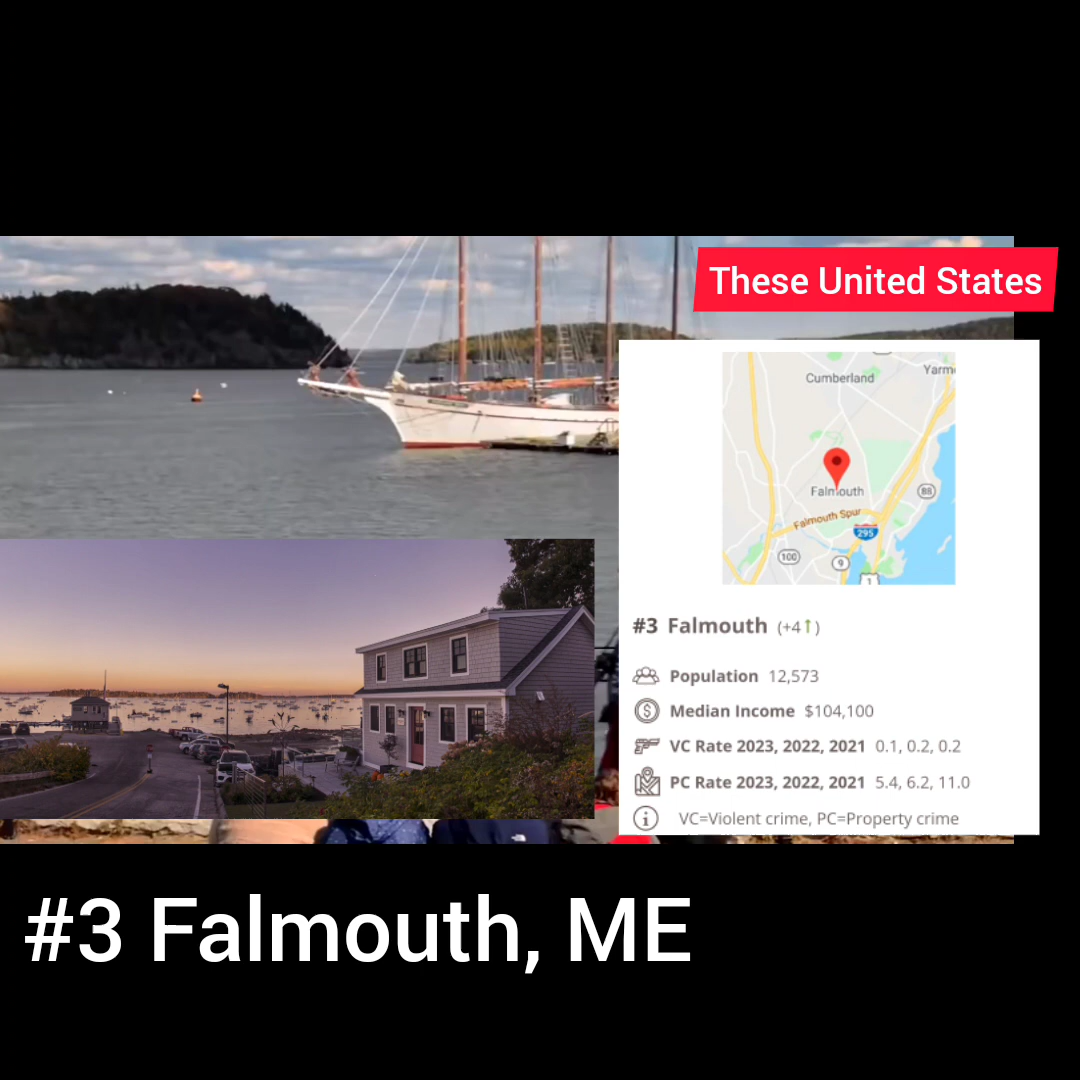 These United States
Cumberland
Yarm
Falmouth
88
Falmouth Spur
295
100
9
1
#3 Falmouth (+4↑)
Population 12,573
Median Income $104,100
VC Rate 2023, 2022, 2021 0.1, 0.2, 0.2
PC Rate 2023, 2022, 2021 5.4, 6.2, 11.0
VC=Violent crime, PC=Property crime
#3 Falmouth, ME